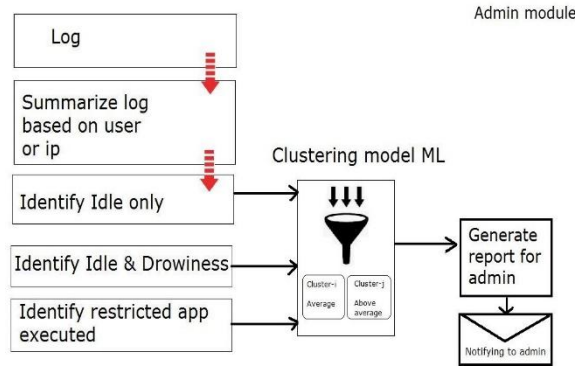 Admin module
Log
Summarize log
based on user
or ip
Clustering model ML
Identify Idle only
Identify Idle & Drowiness
Identify restricted app
executed
Cluster-i
Average
Cluster-j
Above
average
Generate
report for
admin
Notifying to admin